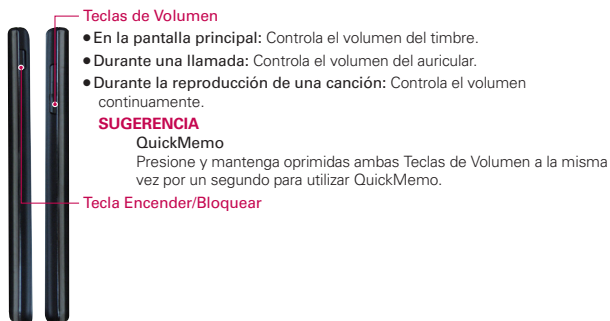 Teclas de Volumen
• En la pantalla principal: Controla el volumen del timbre.
• Durante una llamada: Controla el volumen del auricular.
• Durante la reproducción de una canción: Controla el volumen
continuamente.
SUGERENCIA
QuickMemo
Presione y mantenga oprimidas ambas Teclas de Volumen a la misma
vez por un segundo para utilizar QuickMemo.
Tecla Encender/Bloquear